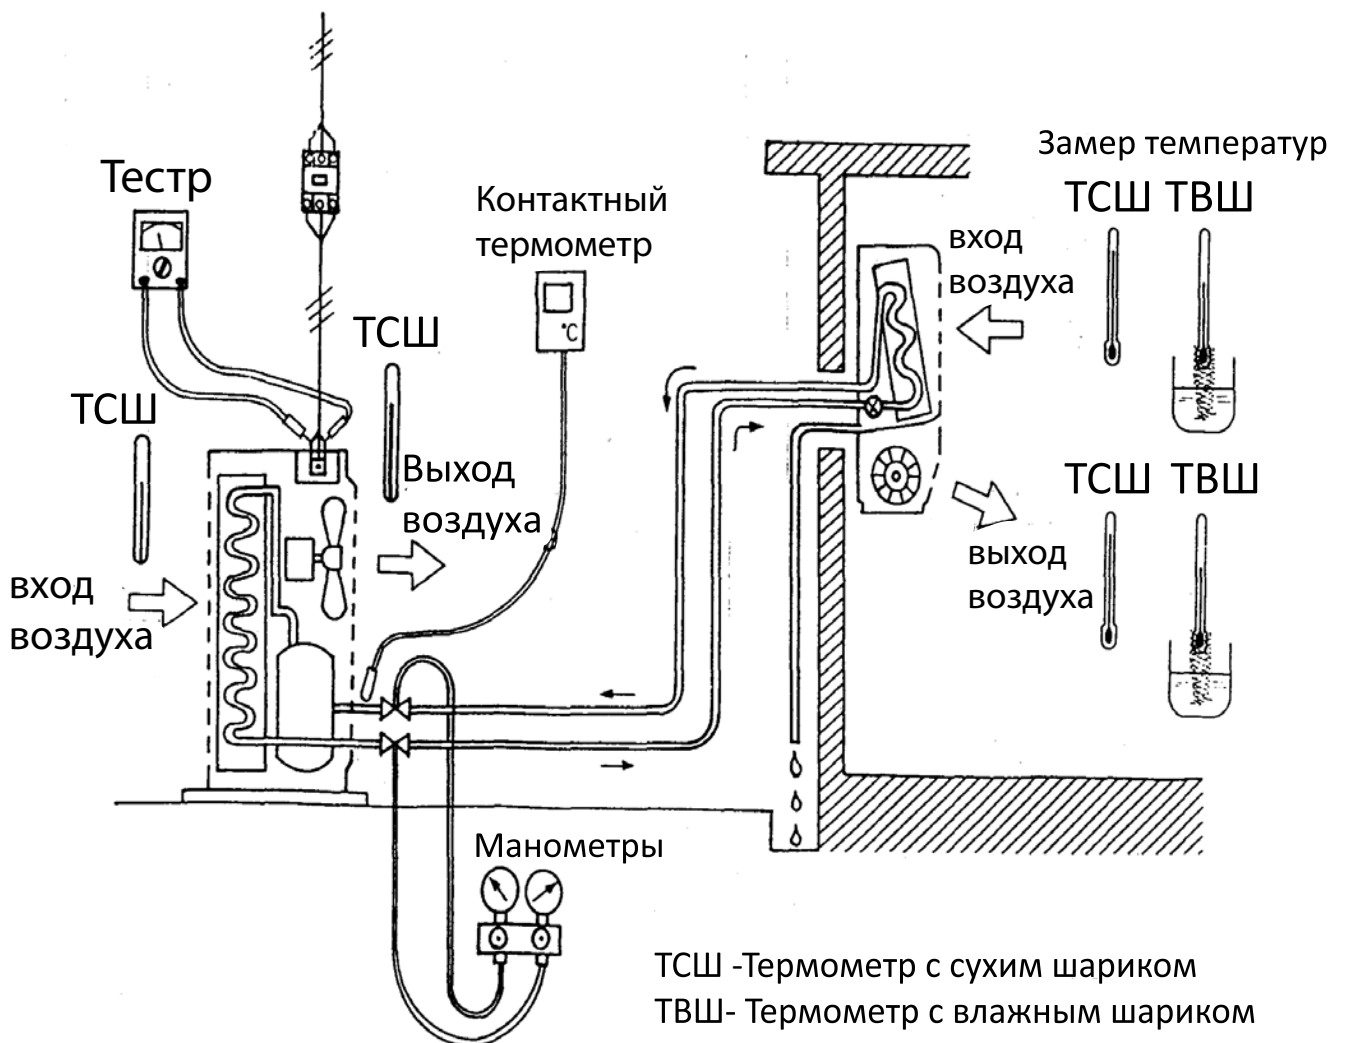 Замер температур
Тестр
ТСШ ТВШ
Контактный
термометр
вход
воздуха
°C
ТСШ
ТСШ
Выход
воздуха
ТСШ ТВШ
выход
воздуха
вход
воздуха
Манометры
ТСШ -Термометр с сухим шариком
ТВШ- Термометр с влажным шариком